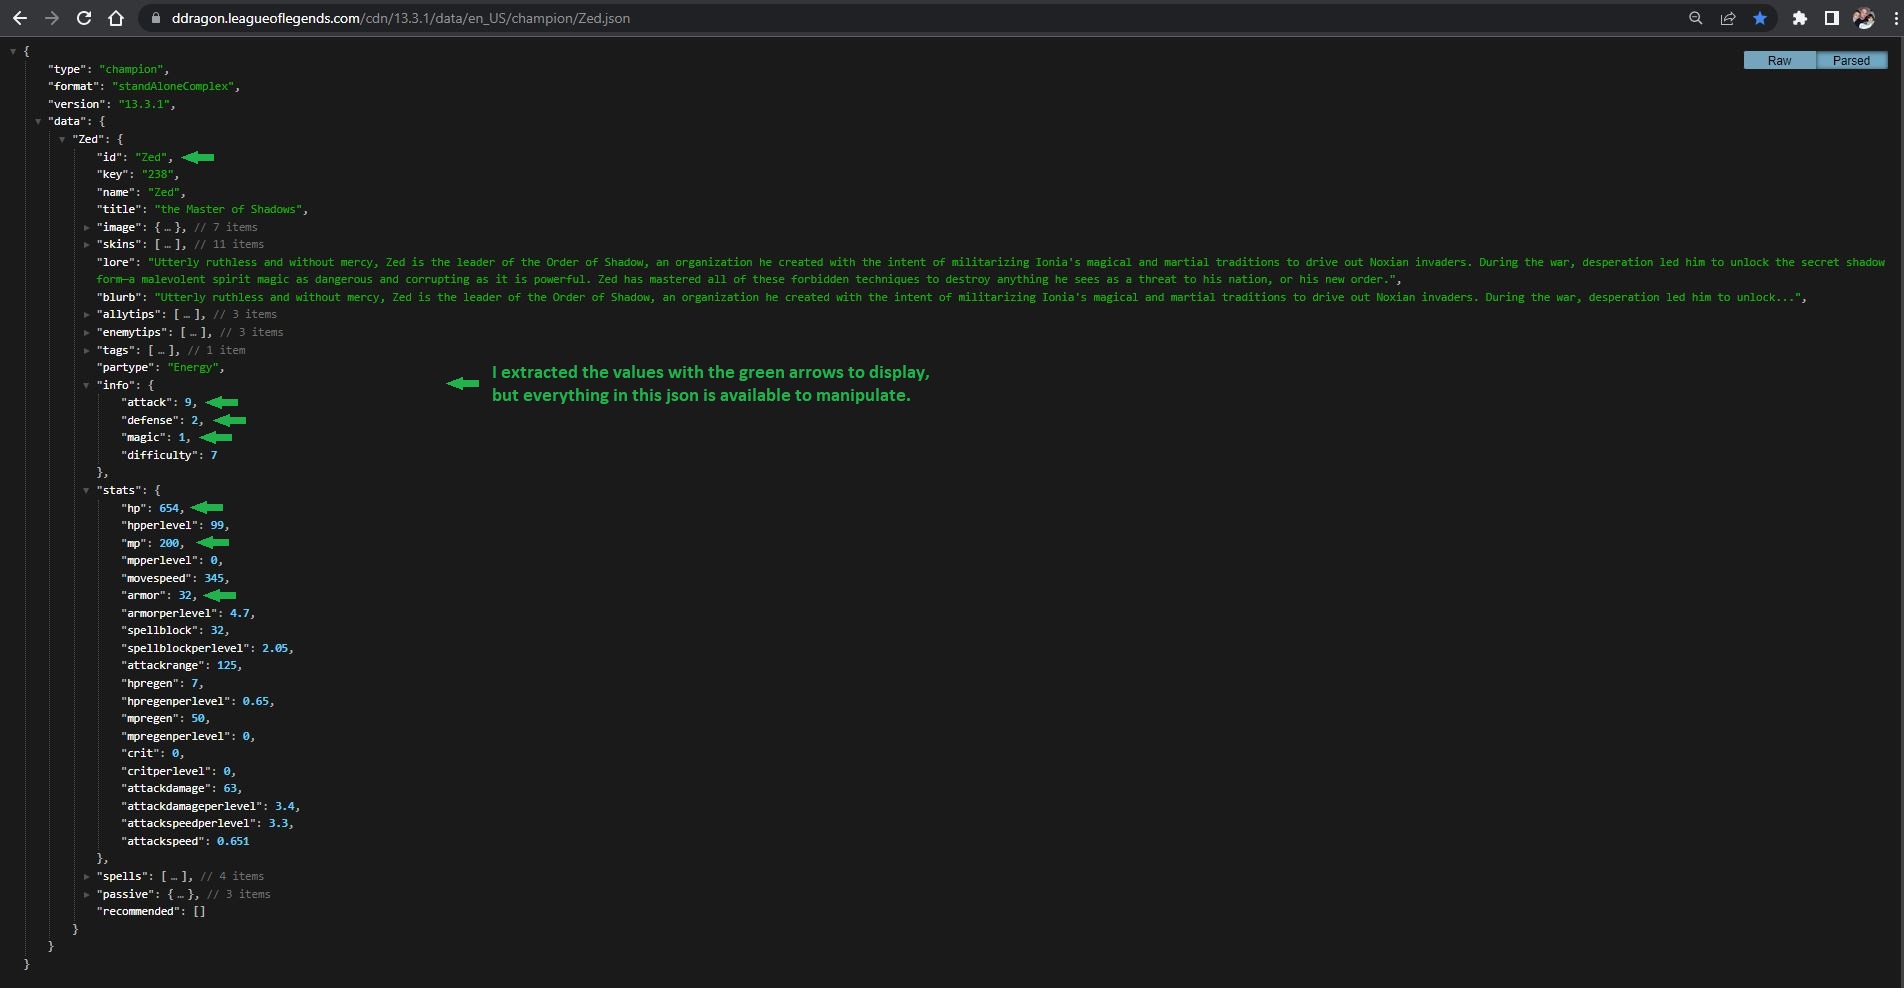 ddragon.leagueoflegends.com/cdn/13.3.1/data/en_US/champion/Zed.json
Raw Parsed
{
"type": "champion",
"format": "standAloneComplex",
"version": "13.3.1",
"data": {
"Zed": {
"id": "Zed",
"key": "238",
"name": "Zed",
"title": "the Master of Shadows",
"image": { … }, // 7 items
"skins": [ … ], // 11 items
"lore": "Utterly ruthless and without mercy, Zed is the leader of the Order of Shadow, an organization he created with the intent of militarizing Ionia's magical and martial traditions to drive out Noxian invaders. During the war, desperation led him to unlock the secret shadow
form—a malevolent spirit magic as dangerous and corrupting as it is powerful. Zed has mastered all of these forbidden techniques to destroy anything he sees as a threat to his nation, or his new order.",
"blurb": "Utterly ruthless and without mercy, Zed is the leader of the Order of Shadow, an organization he created with the intent of militarizing Ionia's magical and martial traditions to drive out Noxian invaders. During the war, desperation led him to unlock...",
"allytips": [ … ], // 3 items
"enemytips": [ … ], // 3 items
"tags": [ … ], // 1 item
"partype": "Energy",
I extracted the values with the green arrows to display,
but everything in this json is available to manipulate.
"info": {
"attack": 9,
"defense": 2,
"magic": 1,
"difficulty": 7
},
"stats": {
"hp": 654,
"hpperlevel": 99,
"mp": 200,
"mpperlevel": 0,
"movespeed": 345,
"armor": 32,
"armorperlevel": 4.7,
"spellblock": 32,
"spellblockperlevel": 2.05,
"attackrange": 125,
"hpregen": 7,
"hpregenperlevel": 0.65,
"mpregen": 50,
"mpregenperlevel": 0,
"crit": 0,
"critperlevel": 0,
"attackdamage": 63,
"attackdamageperlevel": 3.4,
"attackspeedperlevel": 3.3,
"attackspeed": 0.651
},
"spells": [ … ], // 4 items
"passive": { … }, // 3 items
"recommended": []
}
}
}